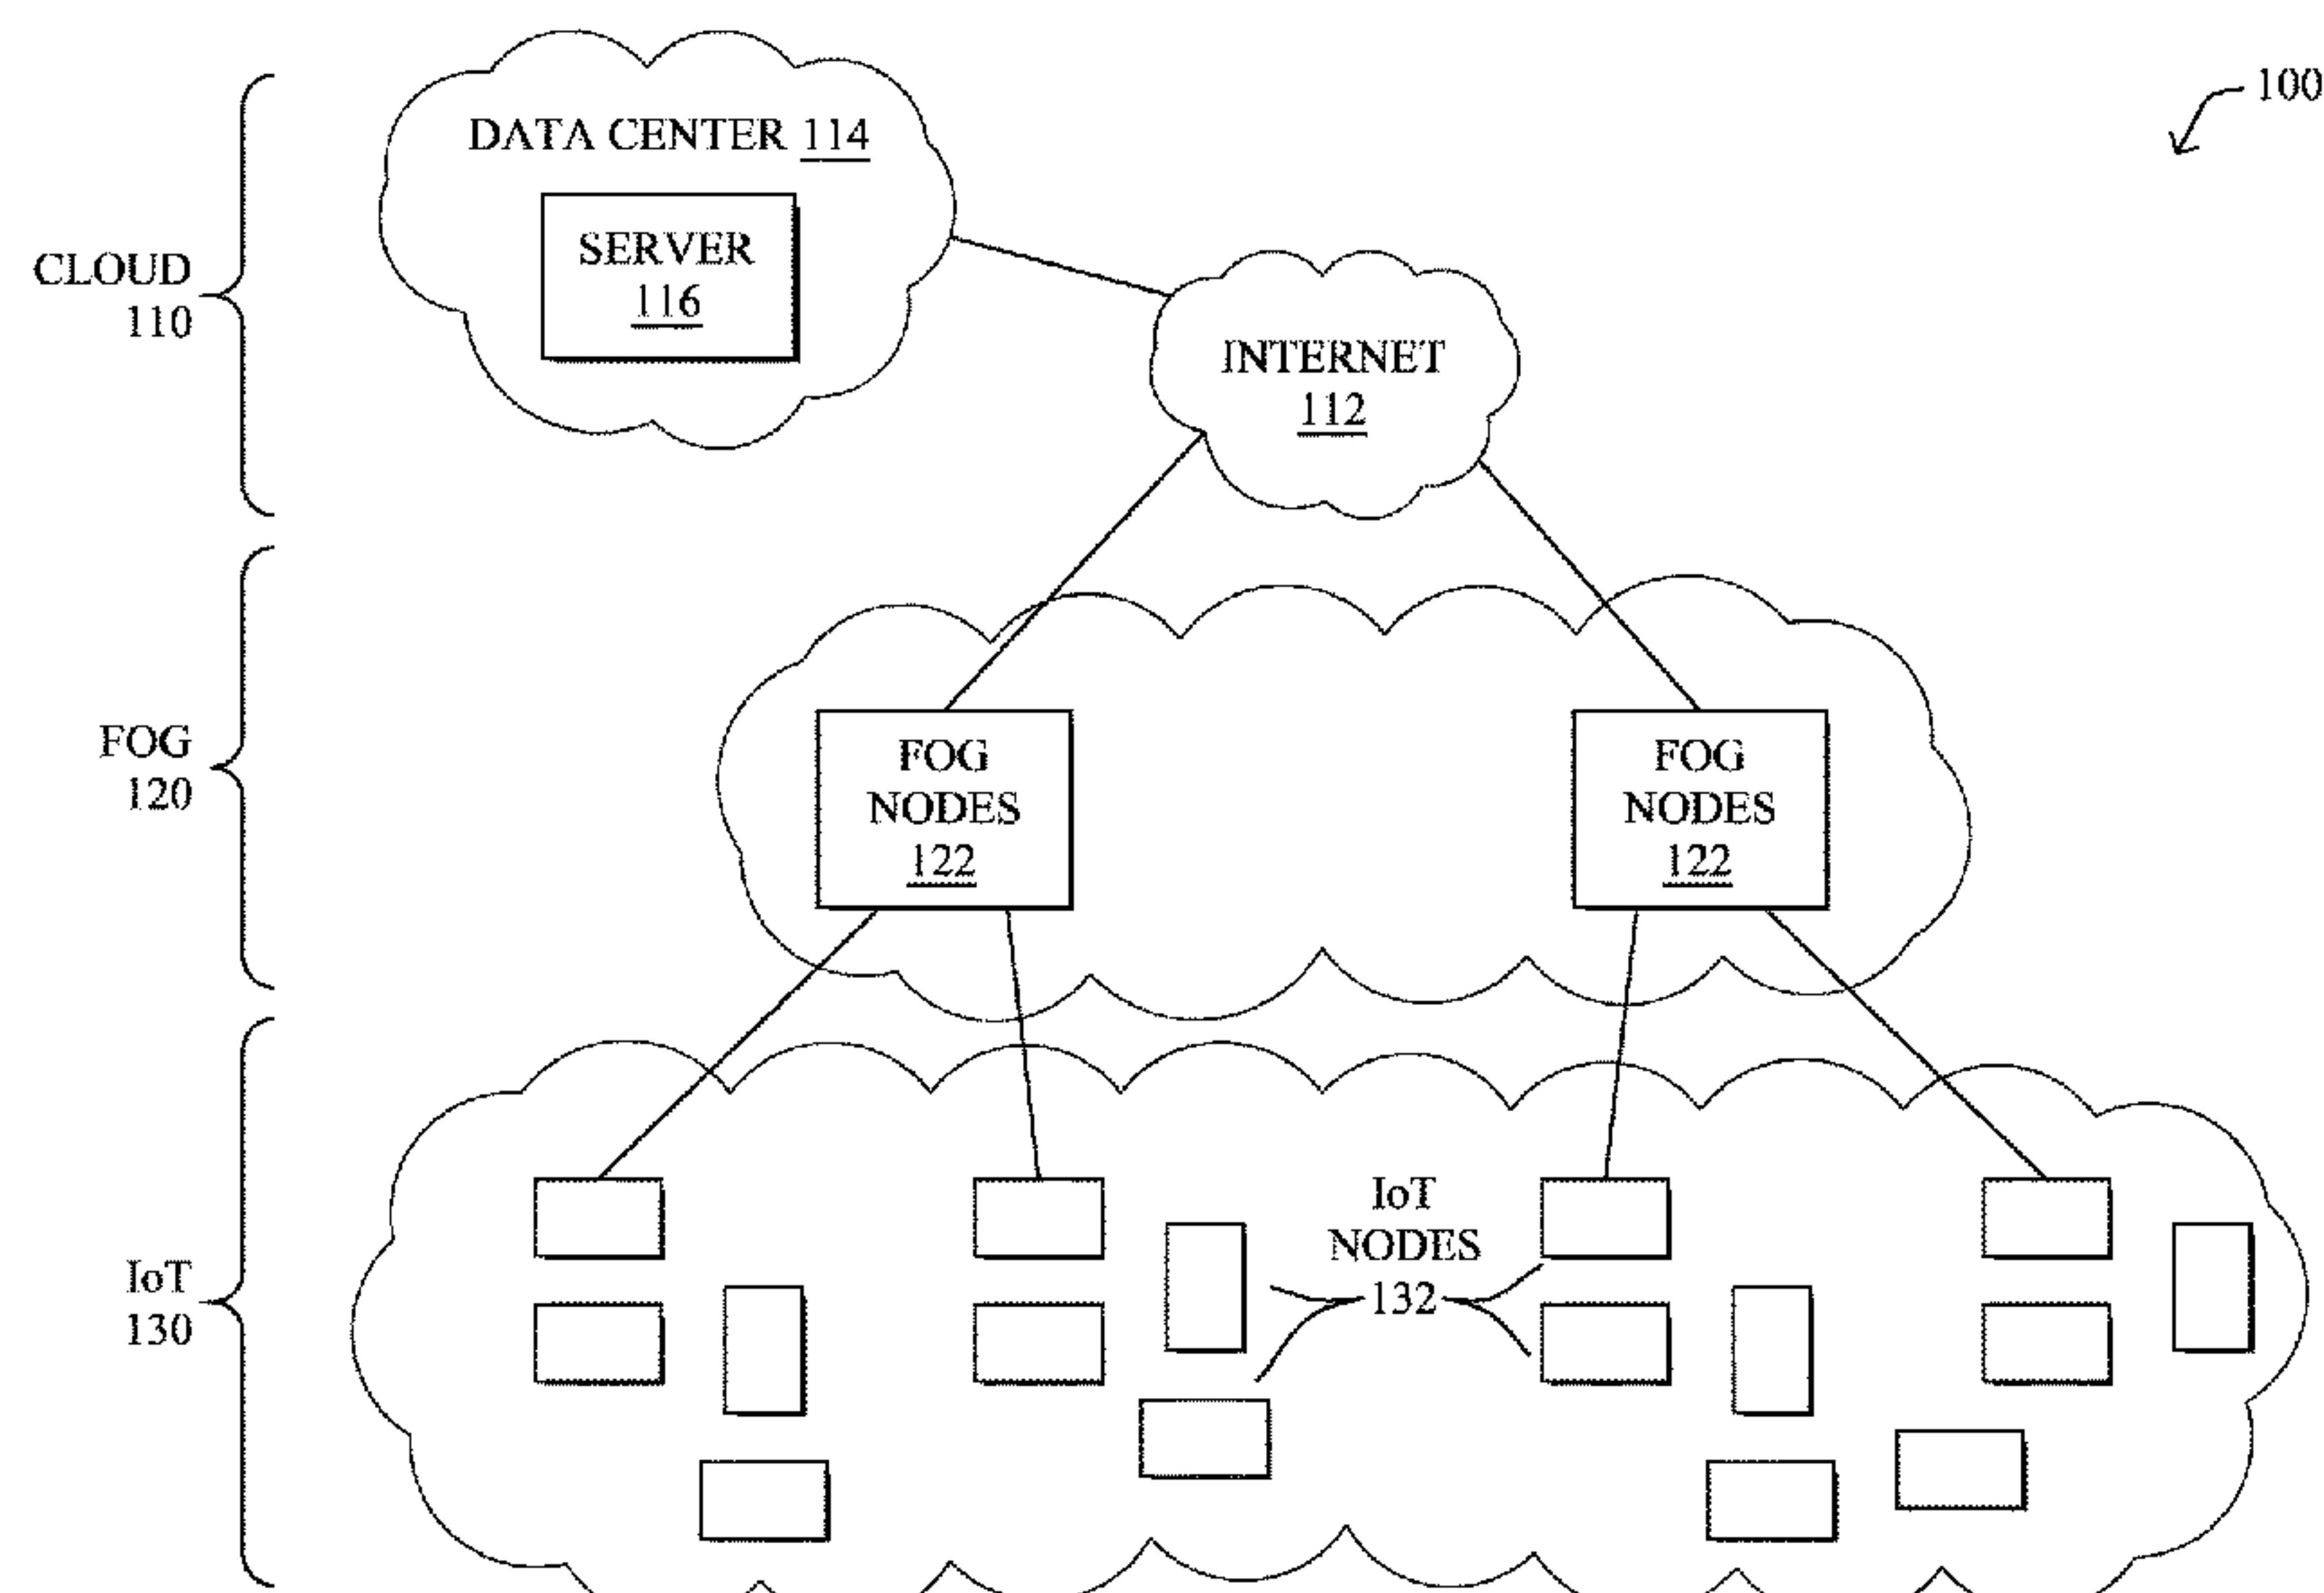 100
DATA CENTER 114
SERVER
116
CLOUD
110
INTERNET
112
FOG
120
FOG
NODES
122
FOG
NODES
122
IoT
130
IoT
NODES
132